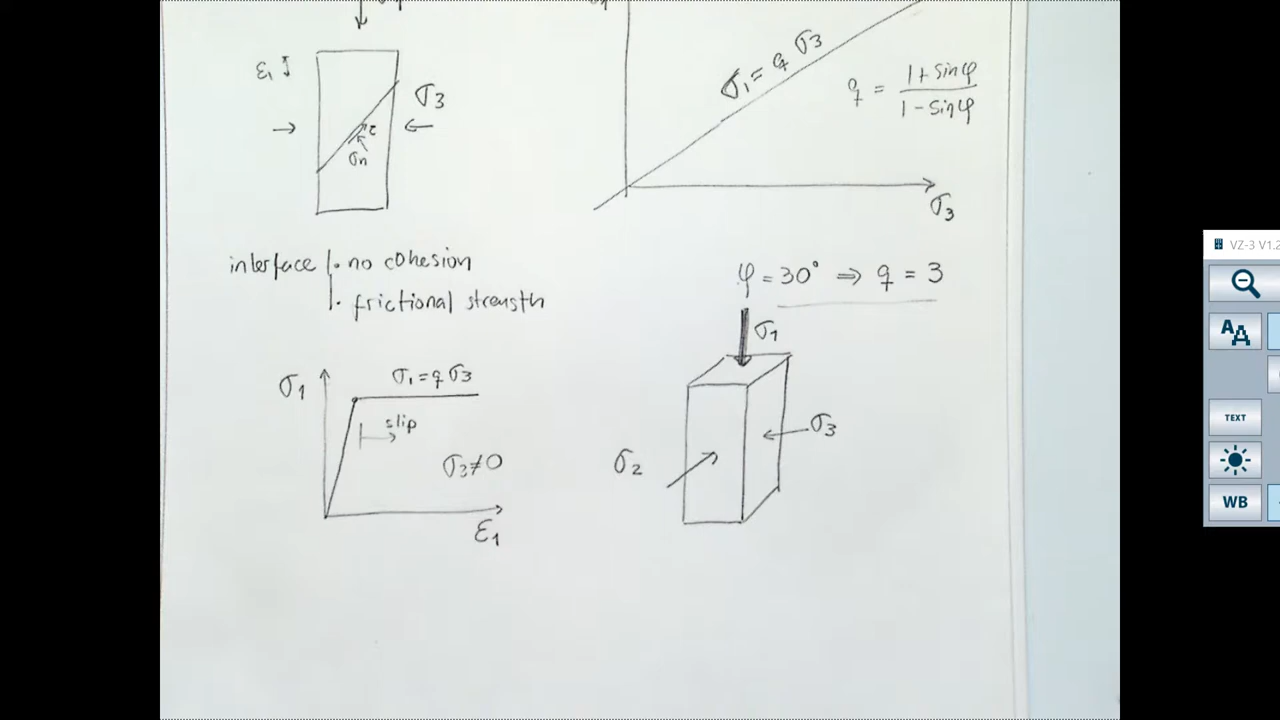 ε₁
σ₃
τ
σn
σ₁ = q σ₃
q = (1 + sinφ) / (1 - sinφ)
σ₃
interface · no cohesion
· frictional strength
φ = 30° ⇒ q = 3
σ₁
σ₁ = q σ₃
slip
σ₃ ≠ 0
ε₁
σ₁
σ₂
σ₃
VZ-3 V1.2
AA
TEXT
WB